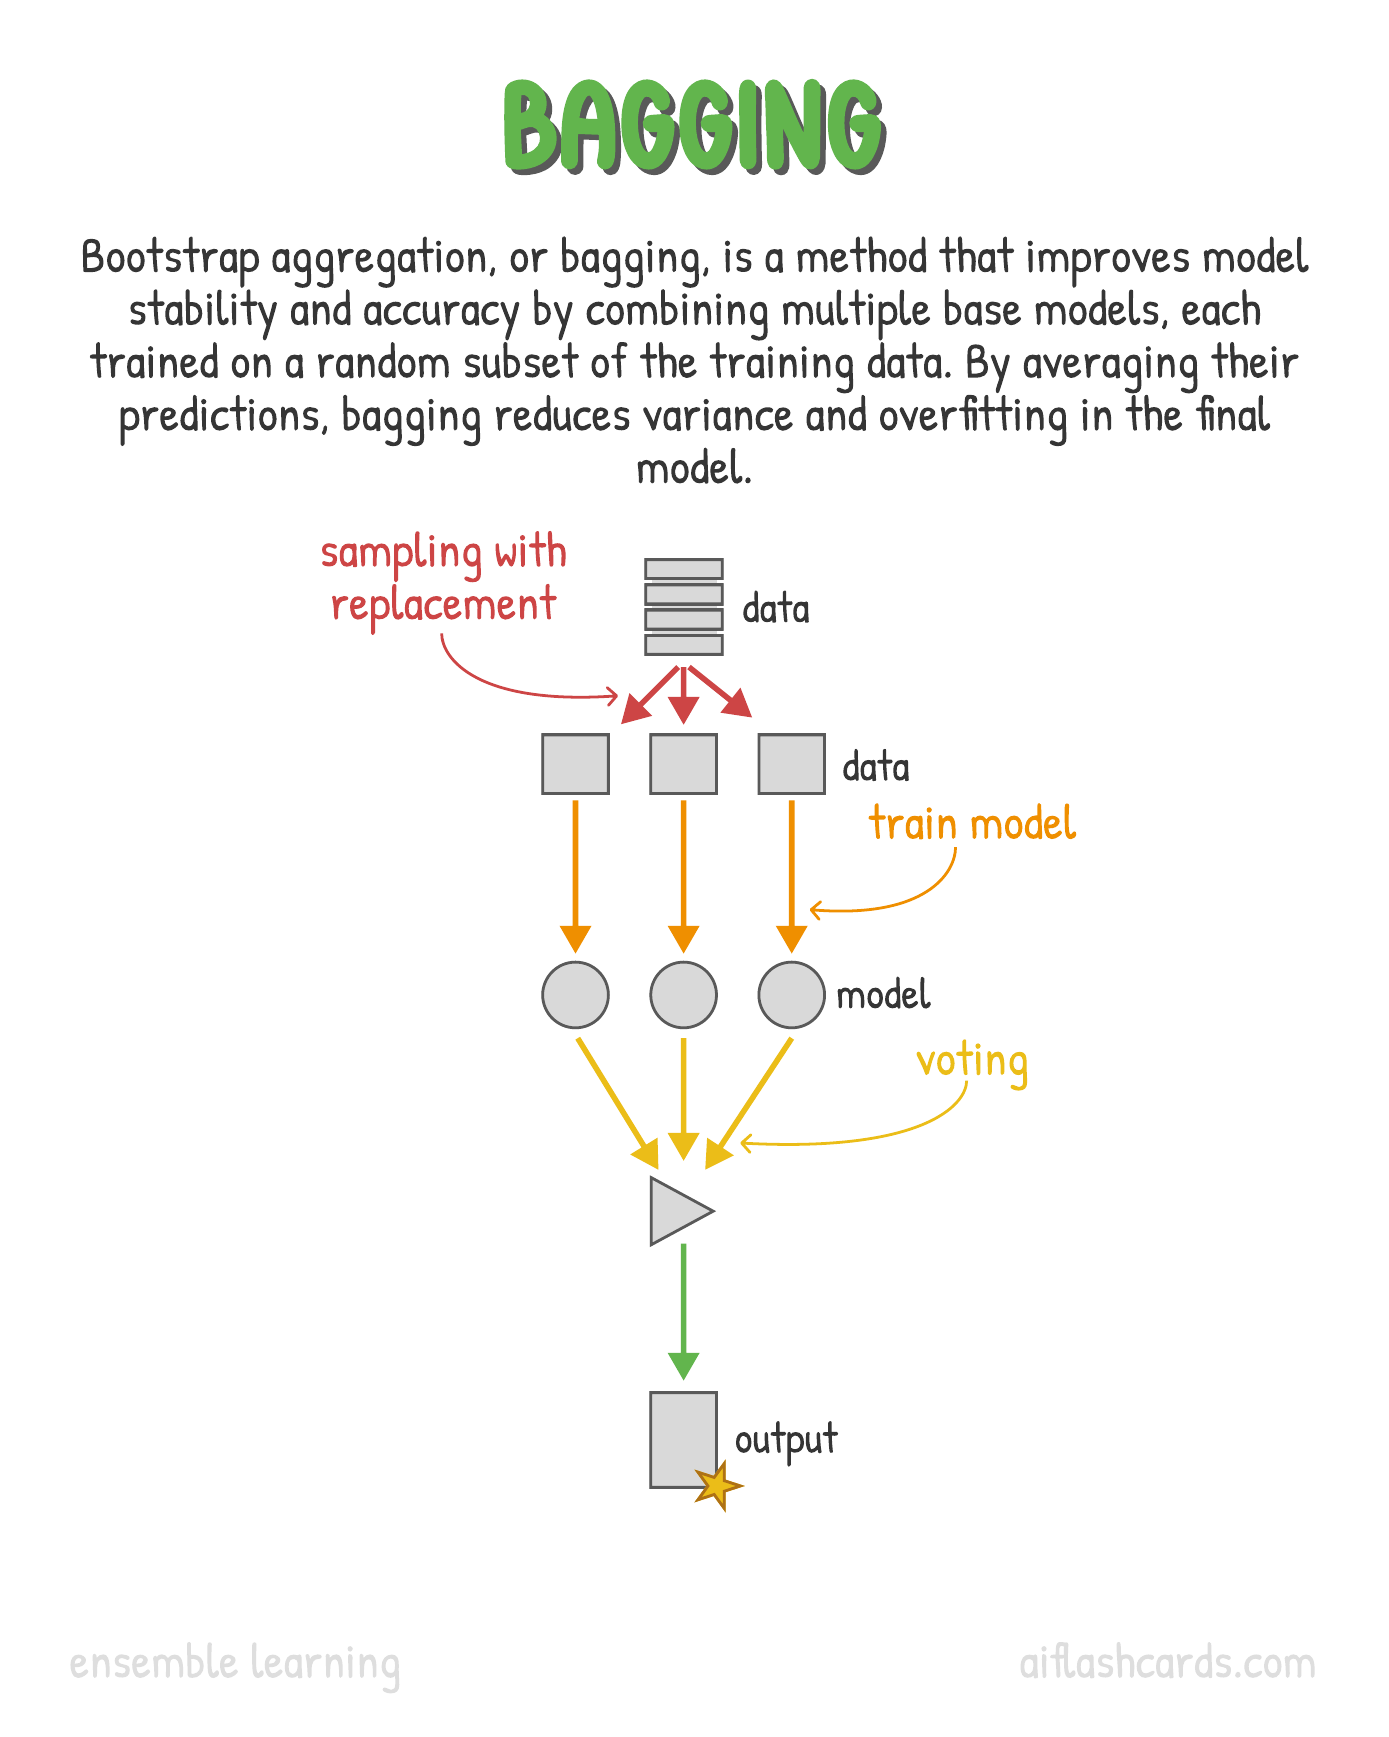 BAGGING
Bootstrap aggregation, or bagging, is a method that improves model
stability and accuracy by combining multiple base models, each
trained on a random subset of the training data. By averaging their
predictions, bagging reduces variance and overfitting in the final
model.
sampling with
replacement
data
data
train model
model
voting
output
ensemble learning
aiflashcards.com